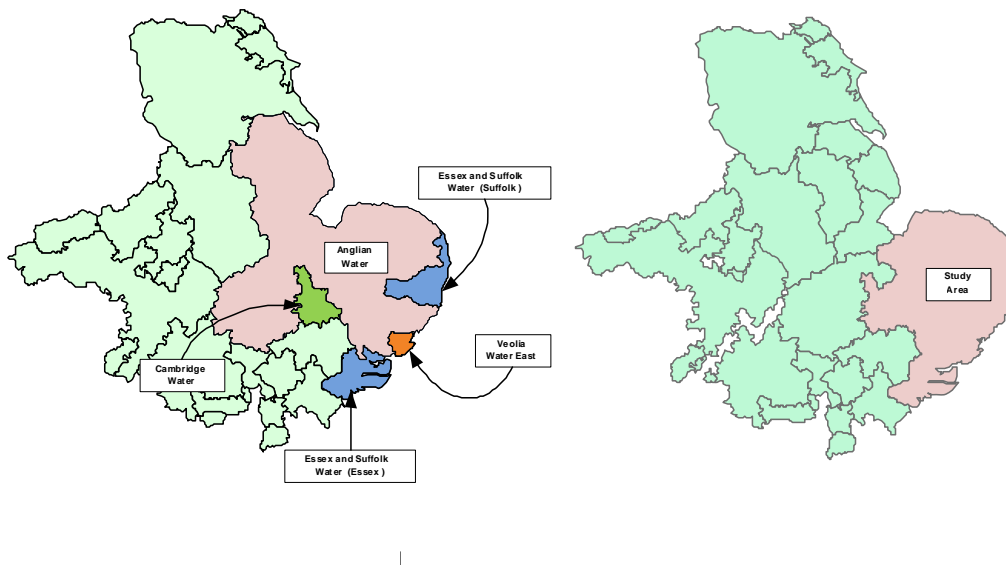 Essex and Suffolk
Water (Suffolk)
Anglian
Water
Study
Area
Veolia
Water East
Cambridge
Water
Essex and Suffolk
Water (Essex)